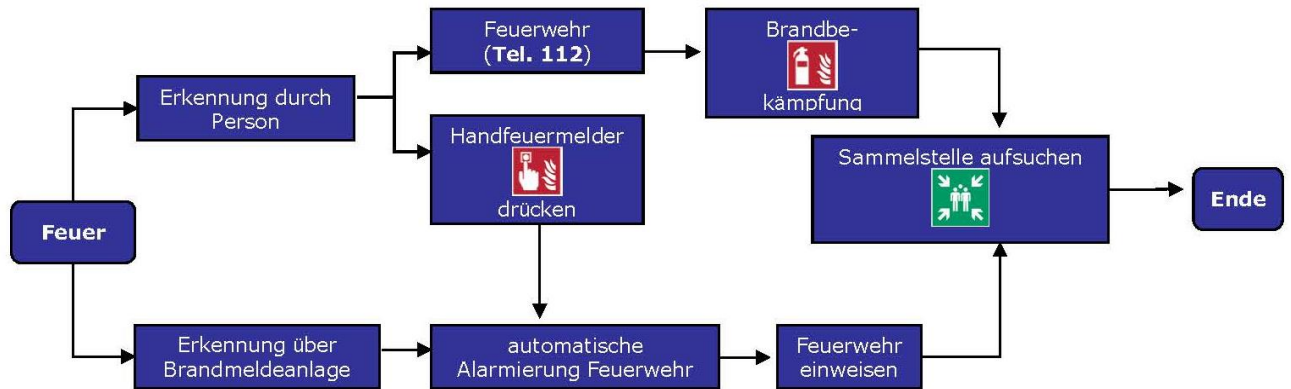 Feuer
Erkennung durch
Person
Feuerwehr
(Tel. 112)
Brandbe-
kämpfung
Handfeuermelder
drücken
Erkennung über
Brandmeldeanlage
automatische
Alarmierung Feuerwehr
Feuerwehr
einweisen
Sammelstelle aufsuchen
Ende